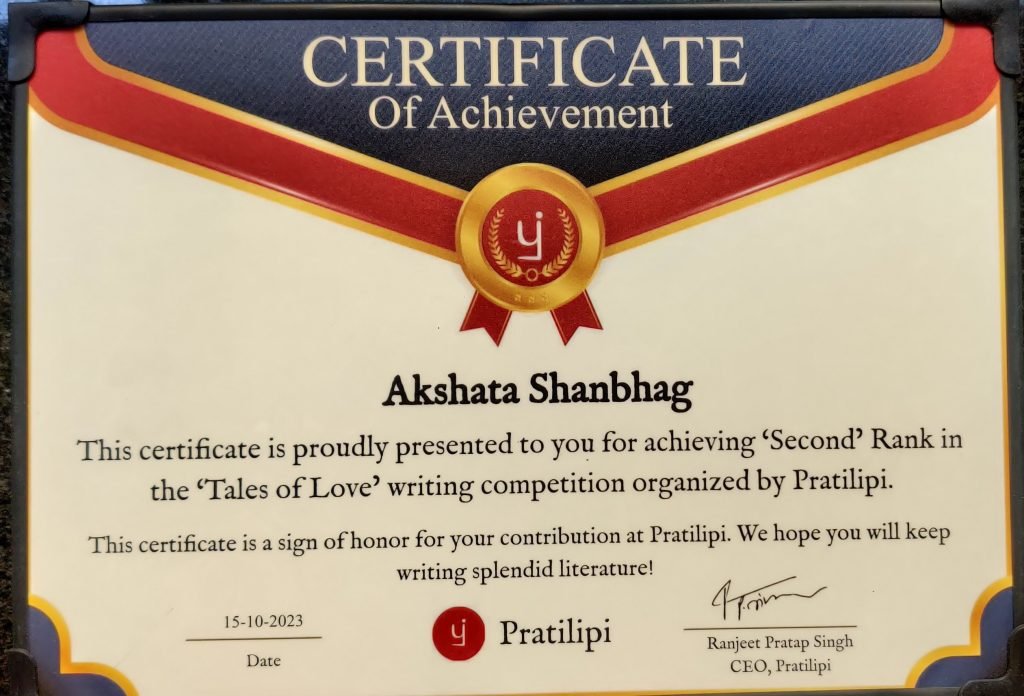 CERTIFICATE
Of Achievement
yj
Akshata Shanbhag
This certificate is proudly presented to you for achieving ‘Second’ Rank in
the ‘Tales of Love’ writing competition organized by Pratilipi.
This certificate is a sign of honor for your contribution at Pratilipi. We hope you will keep
writing splendid literature!
15-10-2023
Date
yj Pratilipi
Ranjeet Pratap Singh
CEO, Pratilipi